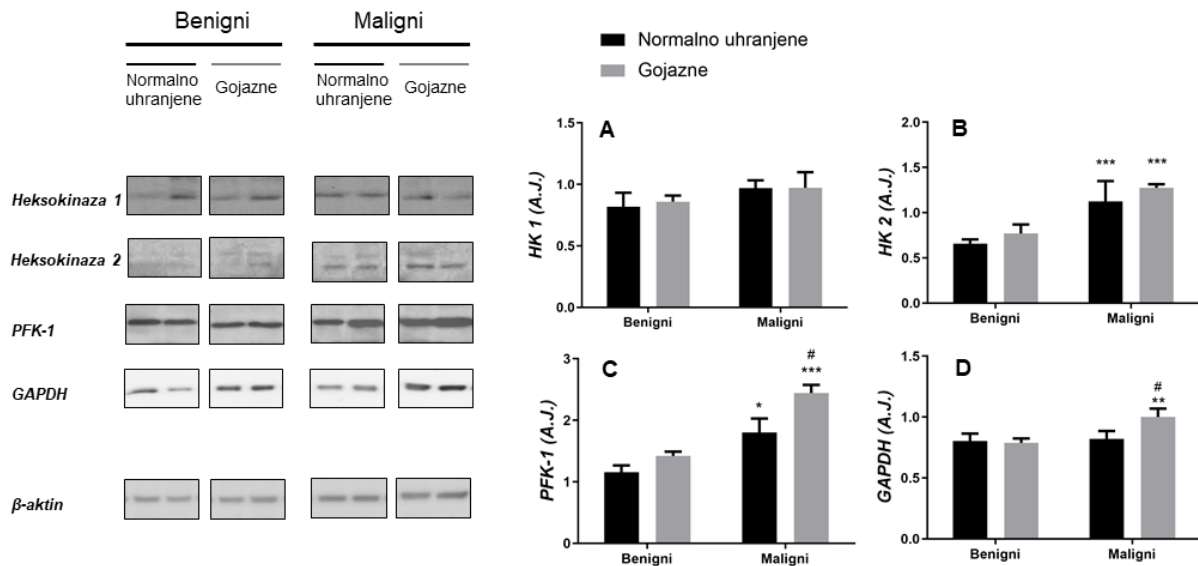 Benigni
Maligni
Normalno
uhranjene
Gojazne
Normalno
uhranjene
Gojazne
Heksokinaza 1
Heksokinaza 2
PFK-1
GAPDH
β-aktin
Normalno uhranjene
Gojazne
A
HK 1 (A.J.)
1.5
1.0
0.5
0.0
Benigni
Maligni
B
HK 2 (A.J.)
2.0
1.5
1.0
0.5
0.0
***
***
Benigni
Maligni
C
PFK-1 (A.J.)
3
2
1
0
*
#
***
Benigni
Maligni
D
GAPDH (A.J.)
1.5
1.0
0.5
0.0
#
**
Benigni
Maligni